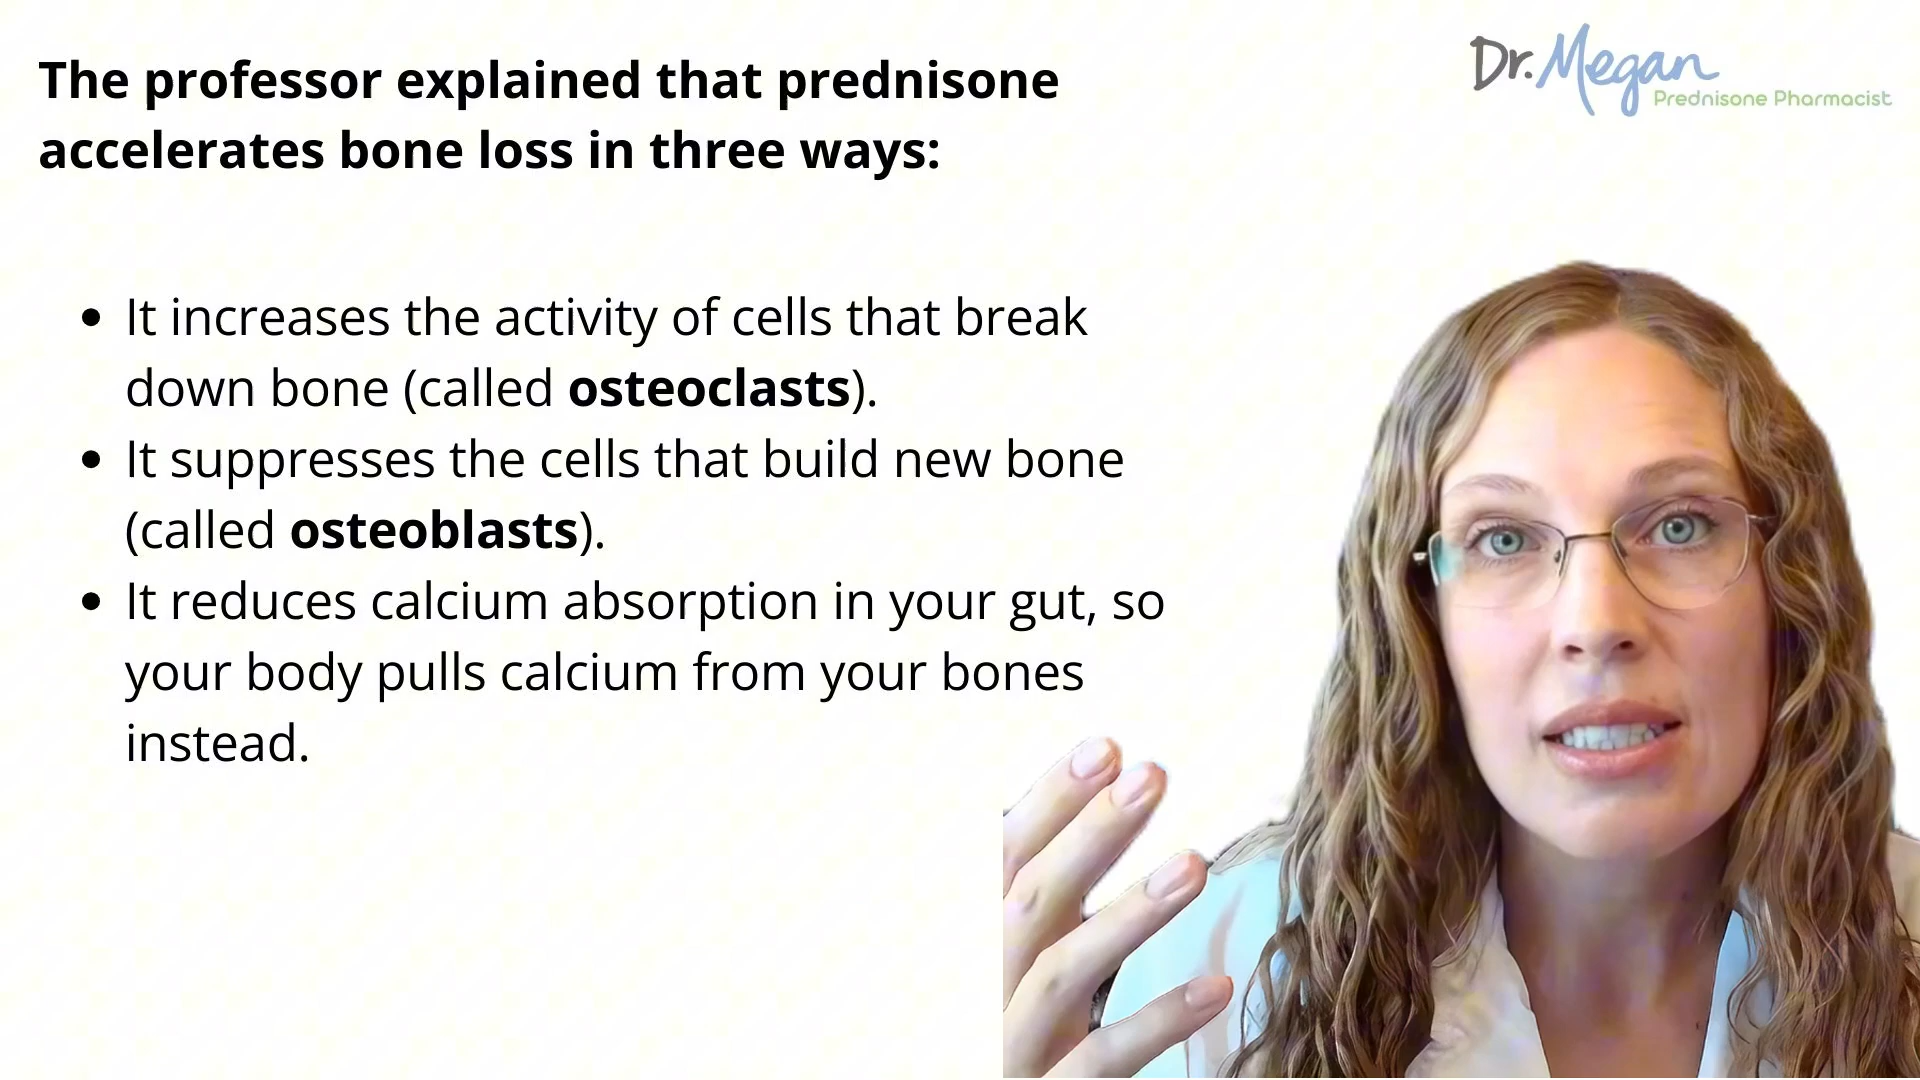 The professor explained that prednisone
accelerates bone loss in three ways:
• It increases the activity of cells that break
down bone (called osteoclasts).
• It suppresses the cells that build new bone
(called osteoblasts).
• It reduces calcium absorption in your gut, so
your body pulls calcium from your bones
instead.
Dr. Megan
Prednisone Pharmacist